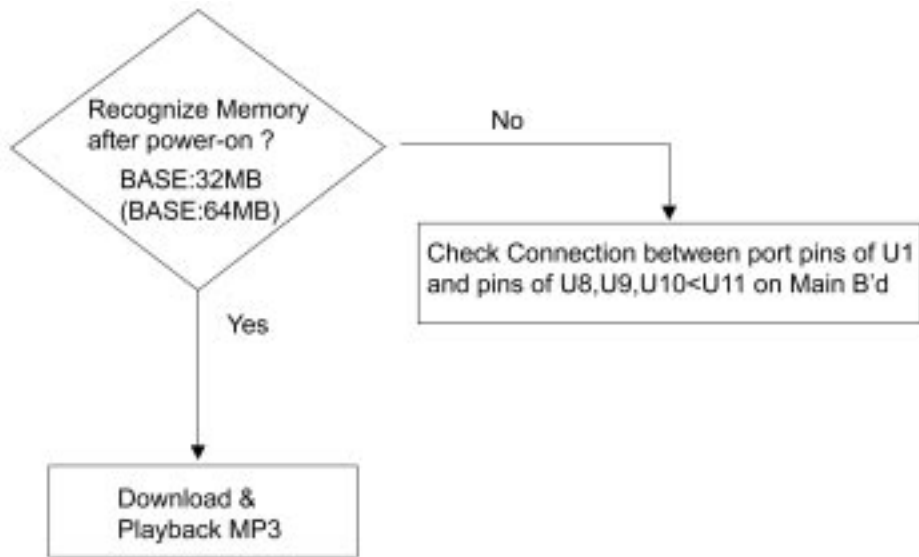 Recognize Memory
after power-on ?
BASE:32MB
(BASE:64MB)
No
Check Connection between port pins of U1
and pins of U8,U9,U10<U11 on Main B'd
Yes
Download &
Playback MP3